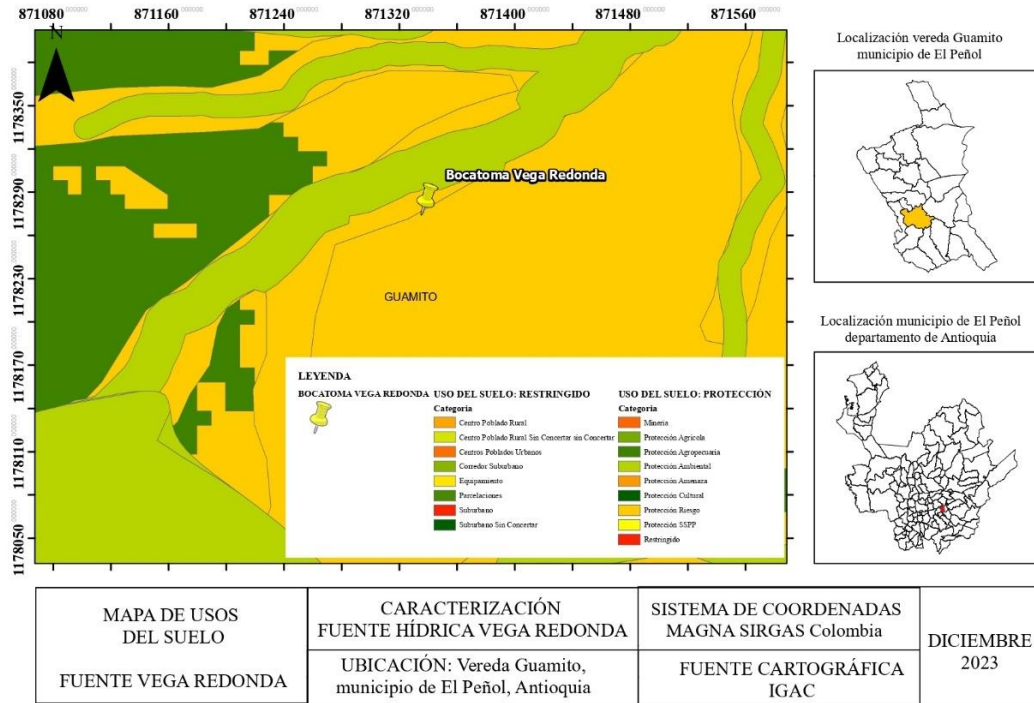 871080 871160 871240 871320 871400 871480 871560
N
1178350
1178290
1178230
1178170
1178110
1178050
Bocatoma Vega Redonda
GUAMITO
LEYENDA
BOCATOMA VEGA REDONDA
USO DEL SUELO: RESTRINGIDO
Categoría
Centro Poblado Rural
Centro Poblado Rural Sin Concertar sin Concertar
Centros Poblados Urbanos
Corredor Suburbano
Equipamiento
Parcelaciones
Suburbano
Suburbano Sin Concertar
USO DEL SUELO: PROTECCIÓN
Categoría
Mineria
Protección Agricola
Protección Agropecuaria
Protección Ambiental
Protección Amenaza
Protección Cultural
Protección Riesgo
Protección SSPP
Restringido
Localización vereda Guamito
municipio de El Peñol
Localización municipio de El Peñol
departamento de Antioquia
MAPA DE USOS
DEL SUELO
FUENTE VEGA REDONDA
CARACTERIZACIÓN
FUENTE HÍDRICA VEGA REDONDA
UBICACIÓN: Vereda Guamito,
municipio de El Peñol, Antioquia
SISTEMA DE COORDENADAS
MAGNA SIRGAS Colombia
FUENTE CARTOGRÁFICA
IGAC
DICIEMBRE
2023